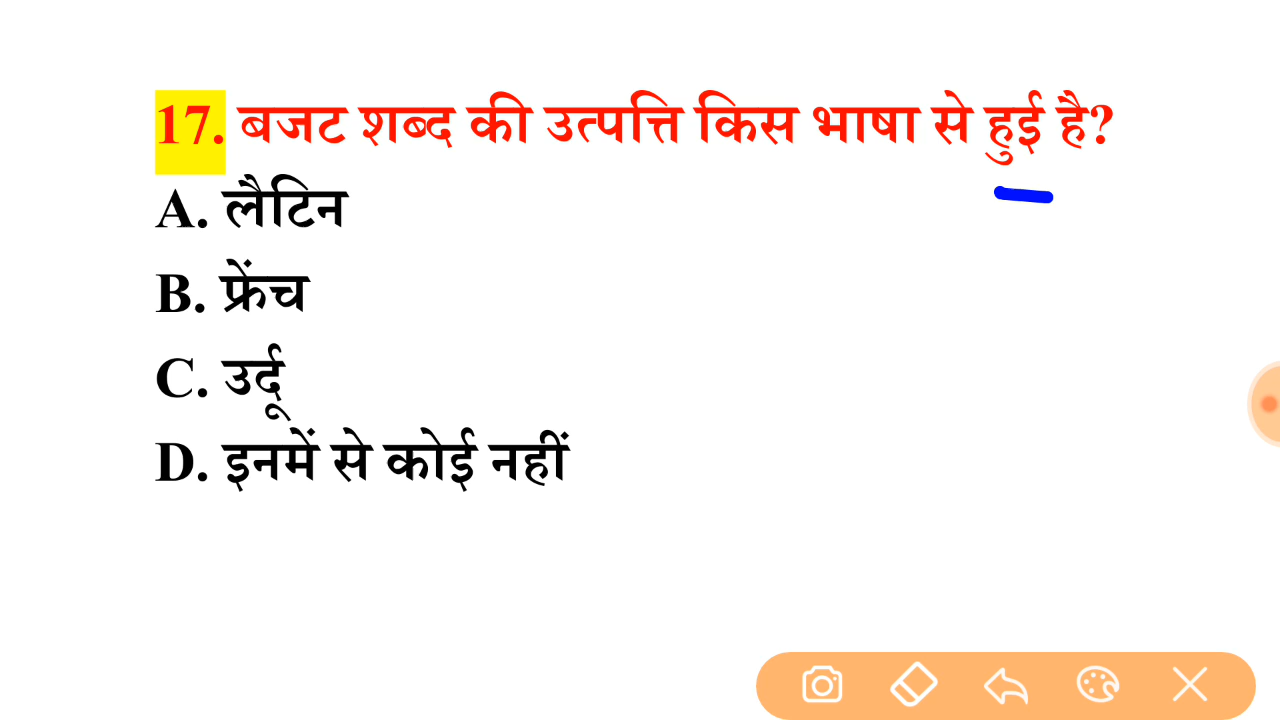 17. बजट शब्द की उत्पत्ति किस भाषा से हुई है?
A. लैटिन
B. फ्रेंच
C. उर्दू
D. इनमें से कोई नहीं